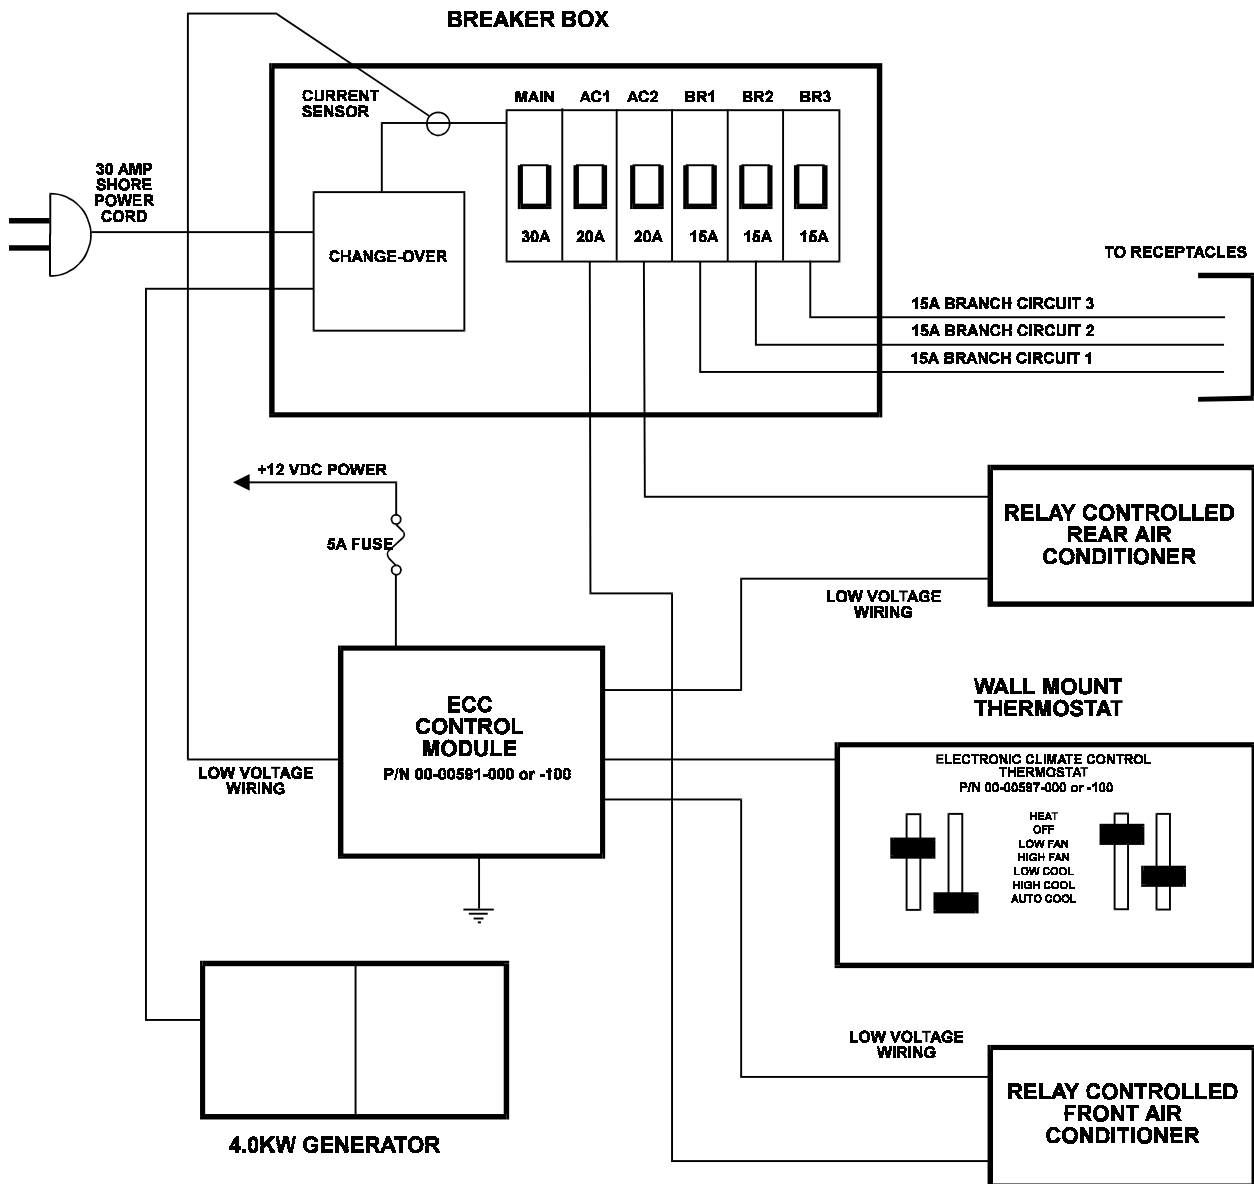 BREAKER BOX
CURRENT
SENSOR
MAIN AC1 AC2 BR1 BR2 BR3
30A 20A 20A 15A 15A 15A
30 AMP
SHORE
POWER
CORD
CHANGE-OVER
TO RECEPTACLES
15A BRANCH CIRCUIT 3
15A BRANCH CIRCUIT 2
15A BRANCH CIRCUIT 1
+12 VDC POWER
5A FUSE
RELAY CONTROLLED
REAR AIR
CONDITIONER
LOW VOLTAGE
WIRING
ECC
CONTROL
MODULE
P/N 00-00591-000 or -100
LOW VOLTAGE
WIRING
WALL MOUNT
THERMOSTAT
ELECTRONIC CLIMATE CONTROL
THERMOSTAT
P/N 00-00597-000 or -100
HEAT
OFF
LOW FAN
HIGH FAN
LOW COOL
HIGH COOL
AUTO COOL
LOW VOLTAGE
WIRING
RELAY CONTROLLED
FRONT AIR
CONDITIONER
4.0KW GENERATOR